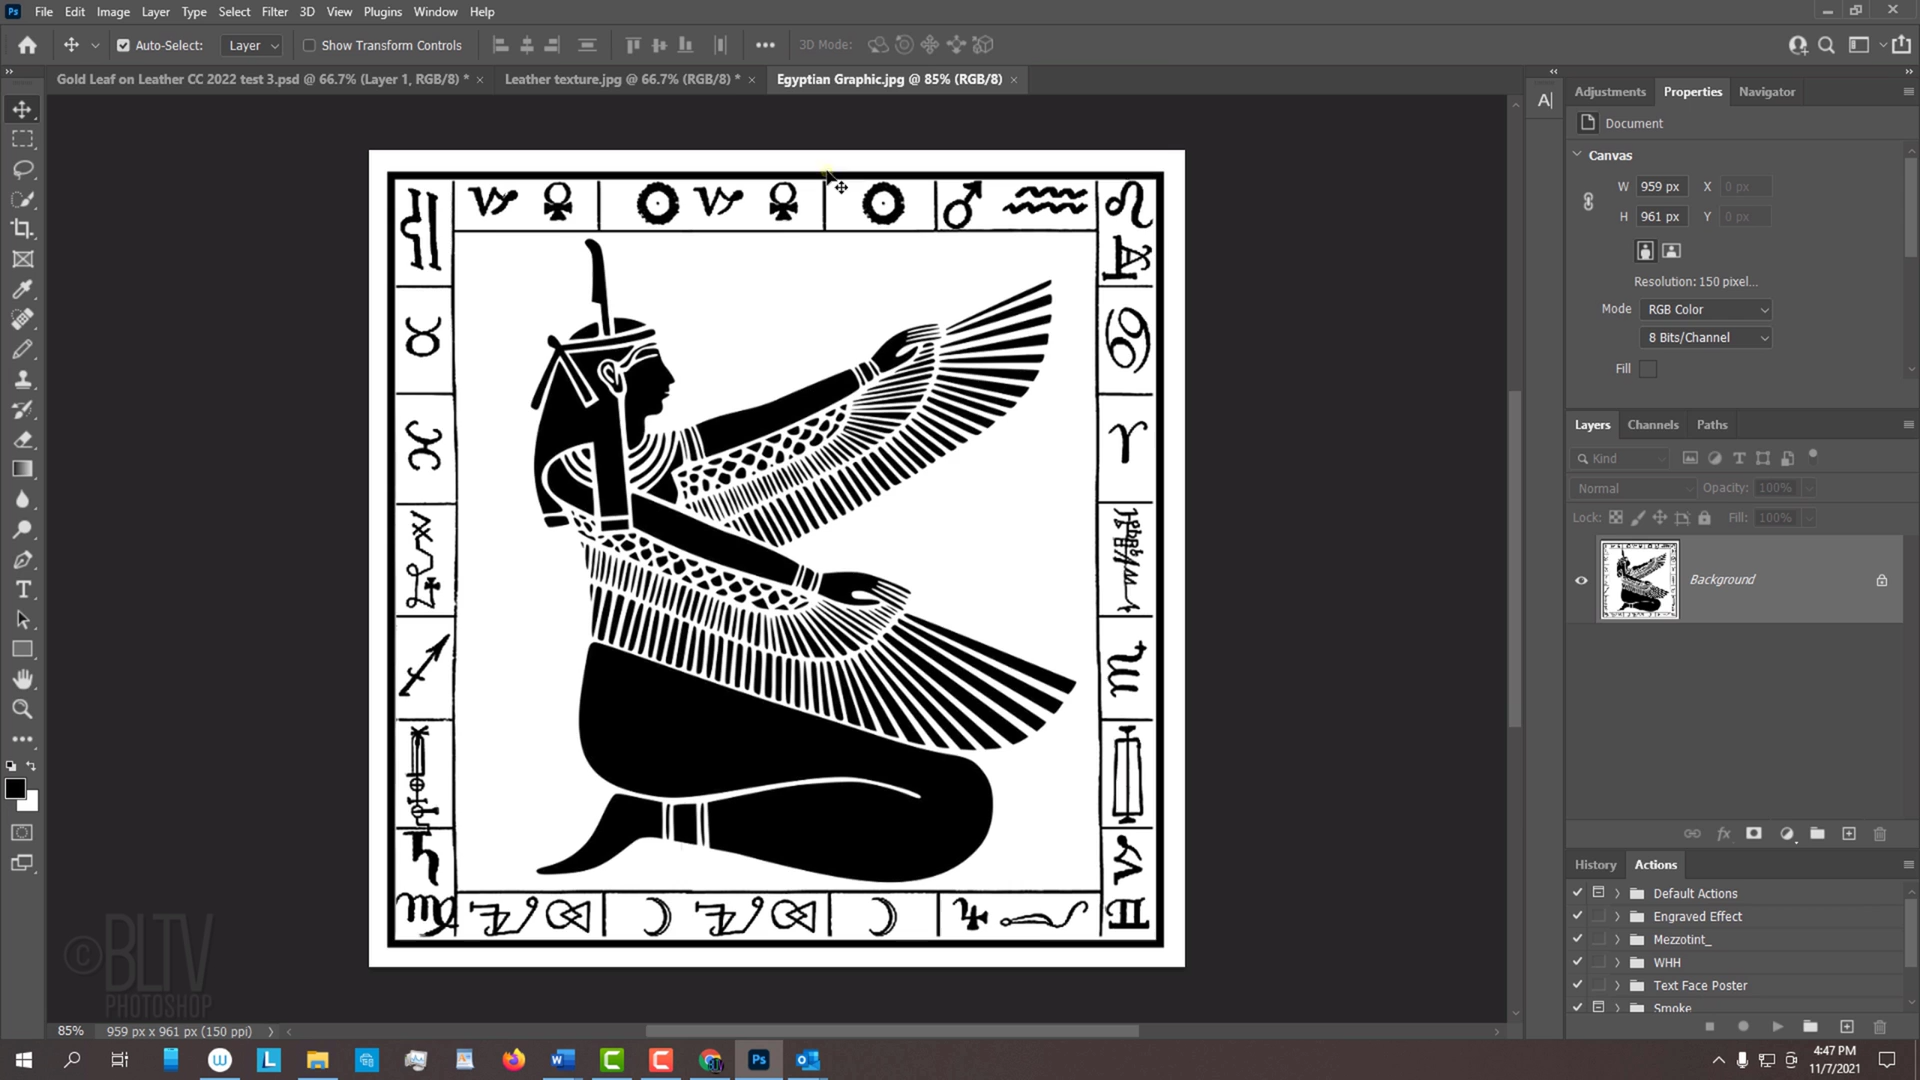 Ps File Edit Image Layer Type Select Filter 3D View Plugins Window Help
Auto-Select: Layer Show Transform Controls 3D Mode:
Gold Leaf on Leather CC 2022 test 3.psd @ 66.7% (Layer 1, RGB/8) * × Leather texture.jpg @ 66.7% (RGB/8) * × Egyptian Graphic.jpg @ 85% (RGB/8) ×
Adjustments Properties Navigator
Document
Canvas
W 959 px X 0 px
H 961 px Y 0 px
Resolution: 150 pixel...
Mode RGB Color
8 Bits/Channel
Fill
Layers Channels Paths
Kind
Normal Opacity: 100%
Lock: Fill: 100%
Background
History Actions
Default Actions
Engraved Effect
Mezzotint_
WHH
Text Face Poster
Smoke
©BLTV
PHOTOSHOP
85% 959 px x 961 px (150 ppi)
4:47 PM
11/7/2021